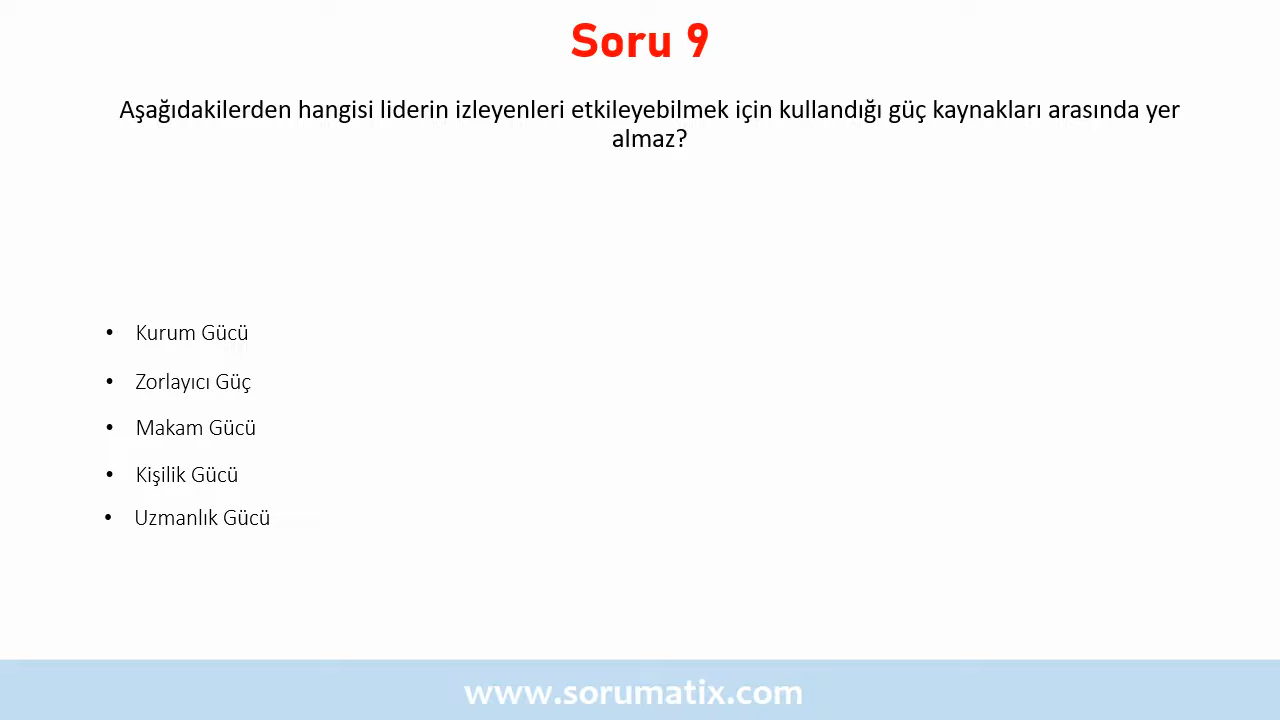 Soru 9
Aşağıdakilerden hangisi liderin izleyenleri etkileyebilmek için kullandığı güç kaynakları arasında yer
almaz?
• Kurum Gücü
• Zorlayıcı Güç
• Makam Gücü
• Kişilik Gücü
• Uzmanlık Gücü
www.sorumatix.com